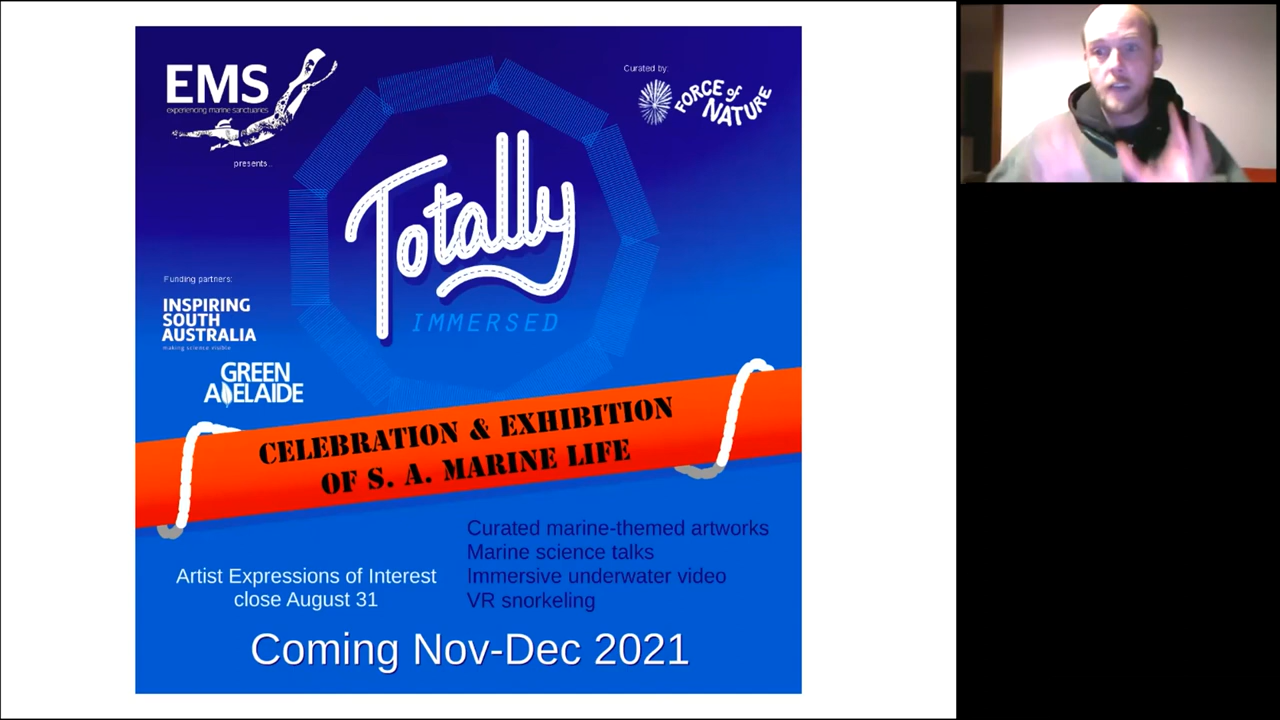 EMS
experiencing marine sanctuaries
presents..
Curated by:
FORCE of
NATURE
Totally
IMMERSED
Funding partners:
INSPIRING
SOUTH
AUSTRALIA
making science visible
GREEN
ADELAIDE
CELEBRATION & EXHIBITION
OF S. A. MARINE LIFE
Curated marine-themed artworks
Marine science talks
Immersive underwater video
VR snorkeling
Artist Expressions of Interest
close August 31
Coming Nov-Dec 2021